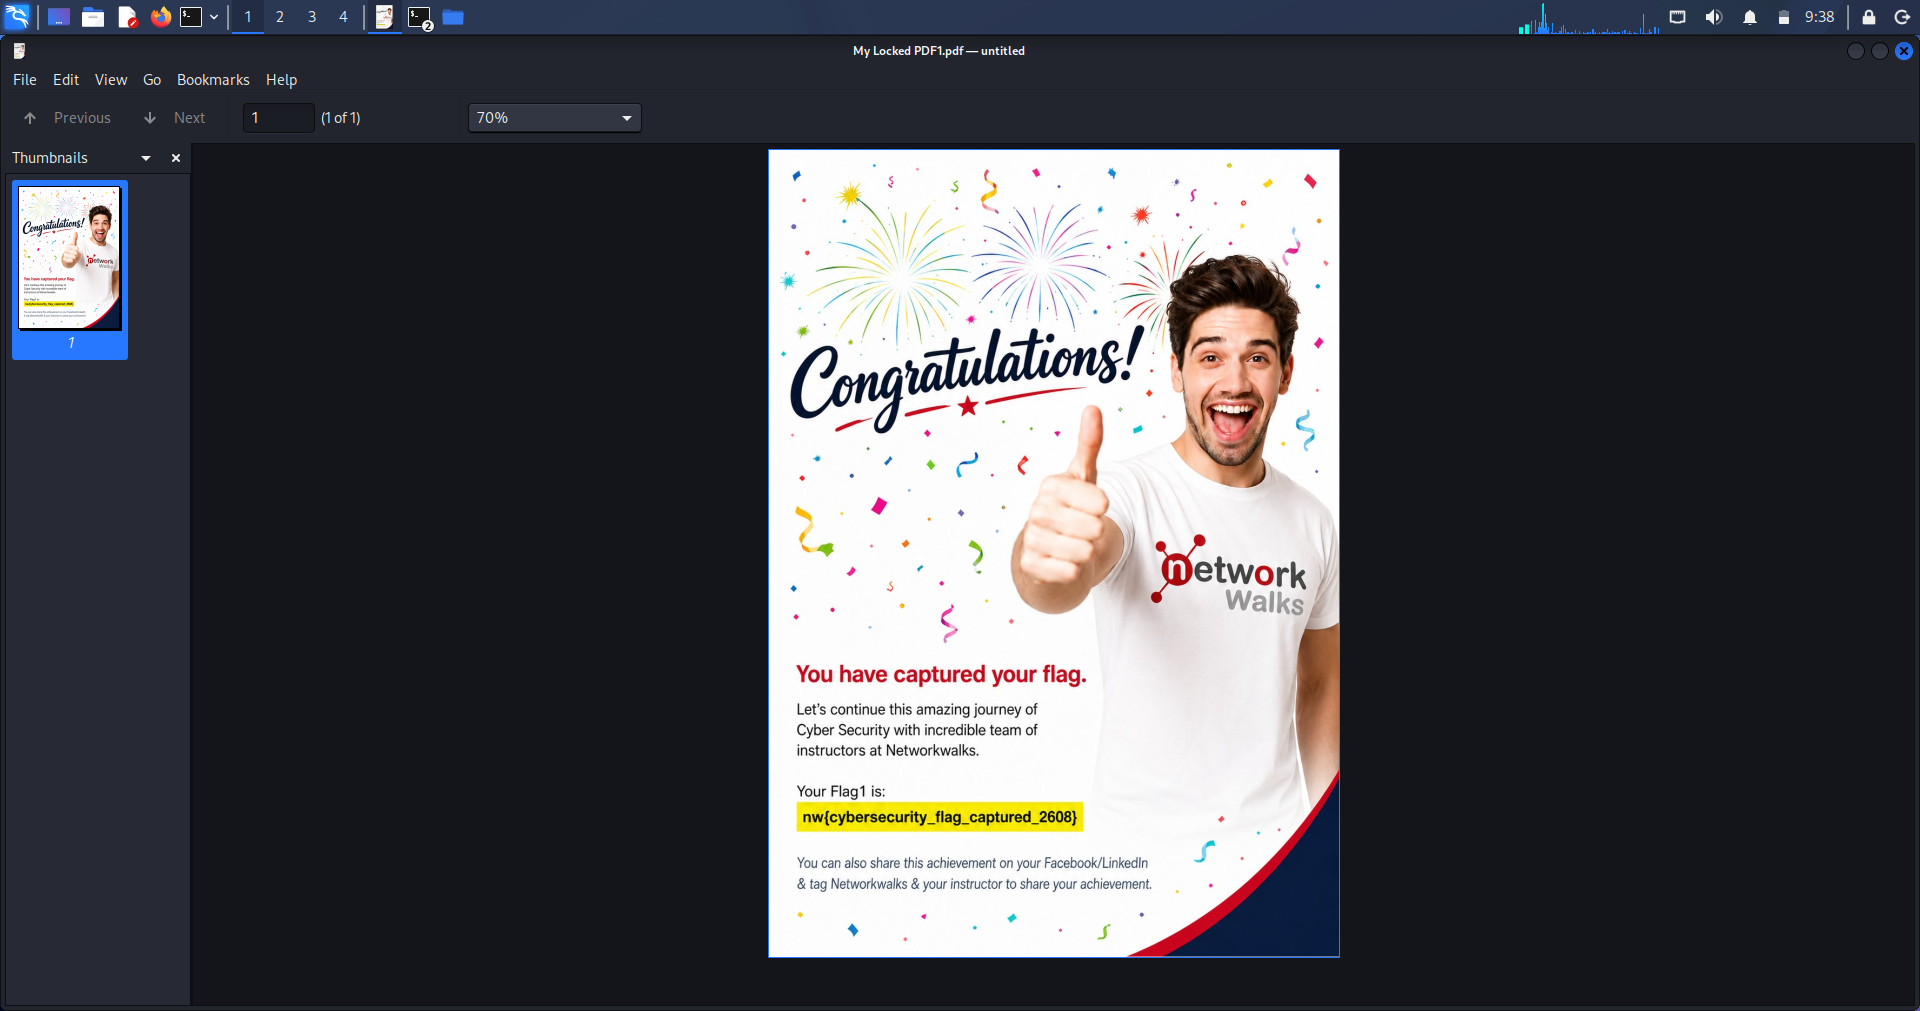 1
2
3
4
2
9:38
My Locked PDF1.pdf — untitled
File Edit View Go Bookmarks Help
Previous Next 1 (1 of 1) 70%
Thumbnails
1
Congratulations!
network
Walks
You have captured your flag.
Let's continue this amazing journey of
Cyber Security with incredible team of
instructors at Networkwalks.
Your Flag1 is:
nw{cybersecurity_flag_captured_2608}
You can also share this achievement on your Facebook/LinkedIn
& tag Networkwalks & your instructor to share your achievement.